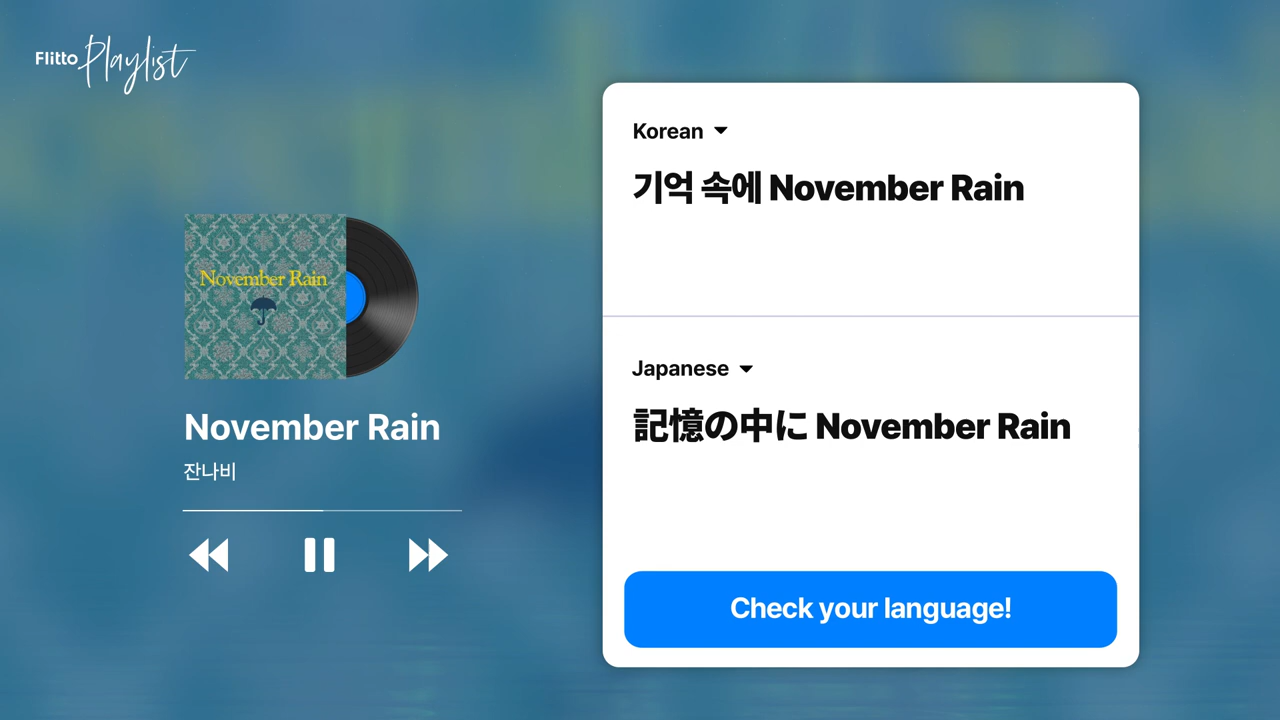 Flitto Playlist
November Rain
November Rain
잔나비
Korean
기억 속에 November Rain
Japanese
記憶の中に November Rain
Check your language!